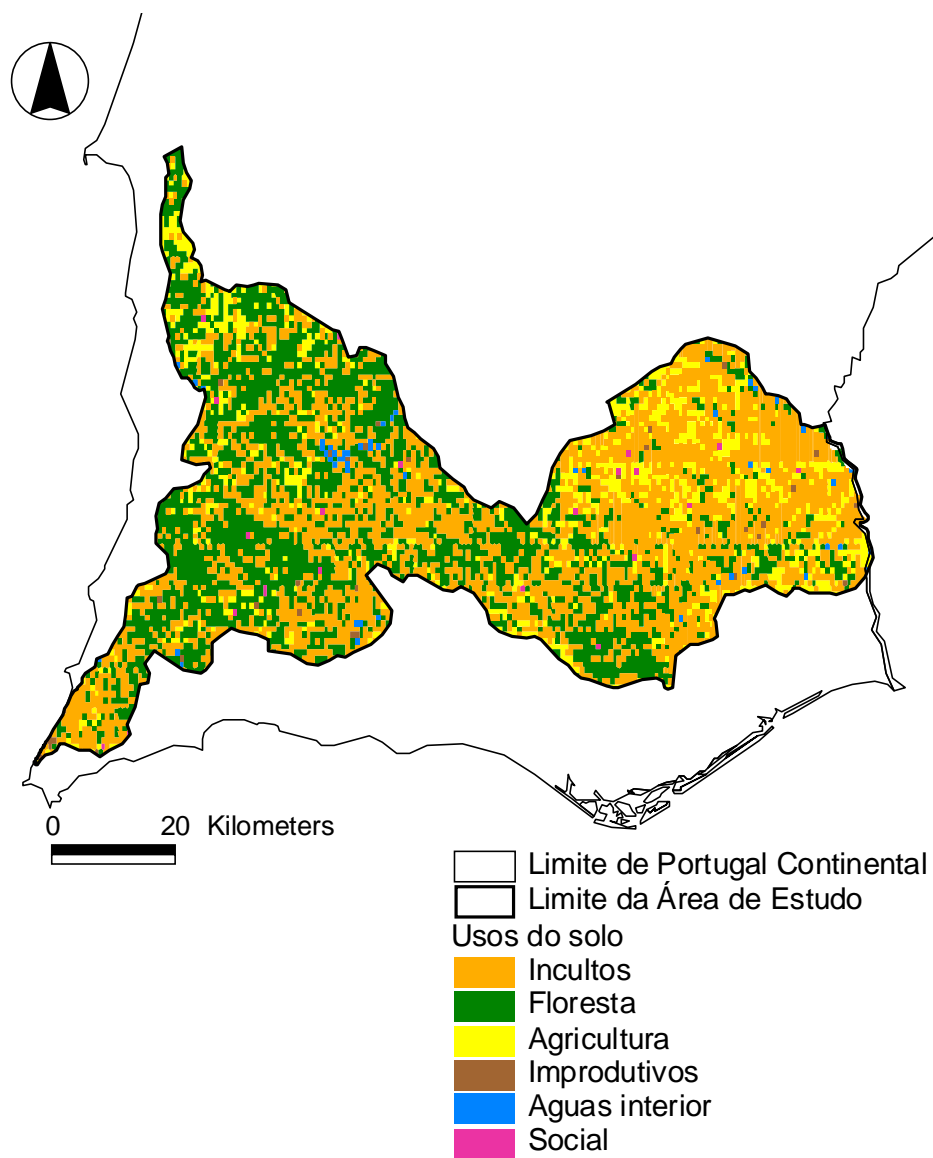 0 20 Kilometers
Limite de Portugal Continental
Limite da Área de Estudo
Usos do solo
Incultos
Floresta
Agricultura
Improdutivos
Aguas interior
Social